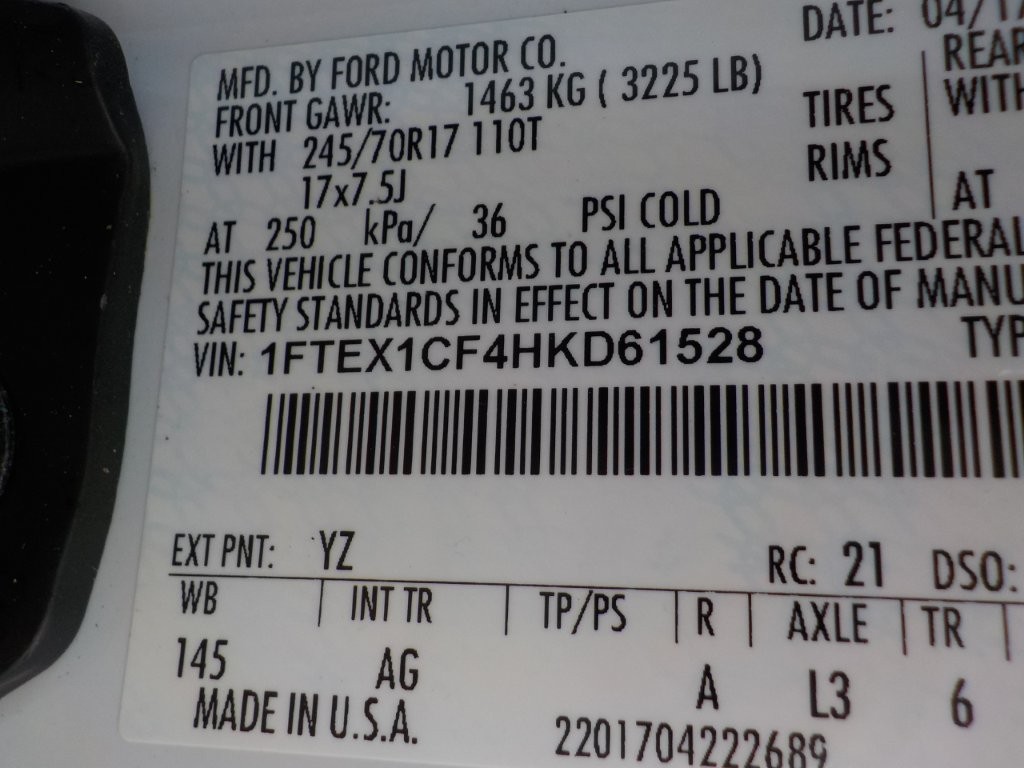 MFD. BY FORD MOTOR CO.
DATE: 04/17
FRONT GAWR: 1463 KG ( 3225 LB)
REAR
WITH 245/70R17 110T
TIRES
WITH
17x7.5J
RIMS
AT 250 kPa/ 36 PSI COLD
AT
THIS VEHICLE CONFORMS TO ALL APPLICABLE FEDERAL
SAFETY STANDARDS IN EFFECT ON THE DATE OF MANU
VIN: 1FTEX1CF4HKD61528
TYP
EXT PNT: YZ
RC: 21 DSO:
WB INT TR TP/PS R AXLE TR
145 AG A L3 6
MADE IN U.S.A.
2201704222689